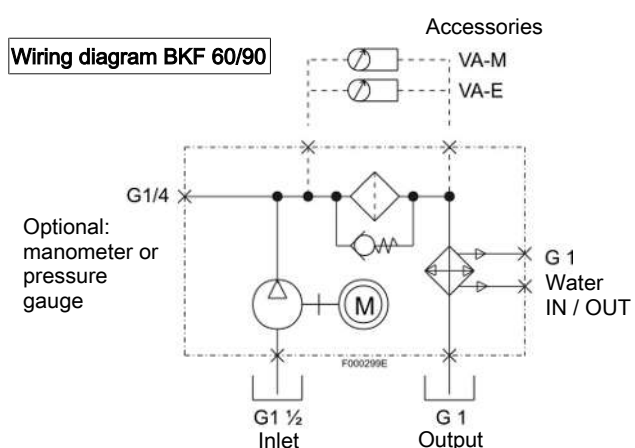 Accessories
Wiring diagram BKF 60/90
VA-M
VA-E
G1/4
Optional:
manometer or
pressure
gauge
G 1
Water
IN / OUT
M
F000299E
G1 ½
Inlet
G 1
Output